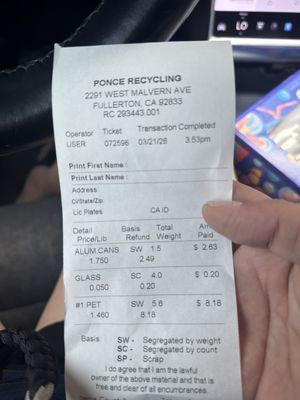 LO
PONCE RECYCLING
2291 WEST MALVERN AVE
FULLERTON, CA 92833
RC 293443.001
Operator Ticket Transaction Completed
USER 072596 03/21/26 3:53pm
Print First Name :
Print Last Name :
Address
City/State/Zip:
Lic Plates CA ID
Detail Basis Total Amt
Price/Lb Refund Weight Paid
ALUM.CANS SW 1.5 $ 2.63
1.750 2.49
GLASS SC 4.0 $ 0.20
0.050 0.20
#1 PET SW 5.6 $ 8.18
1.460 8.18
Basis: SW - Segregated by weight
SC - Segregated by count
SP - Scrap
I do agree that I am the lawful
owner of the above material and that is
free and clear of all encumbrances.